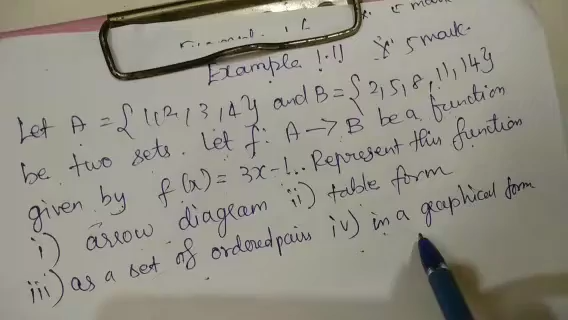 5 mark
Example 1.11 5 mark.
Let A = {1,2,3,4} and B = {2,5,8,11,14}
be two sets. Let f: A → B be a function
given by f(x) = 3x-1.. Represent this function
i) arrow diagram ii) table form
iii) as a set of ordered pairs iv) in a graphical form